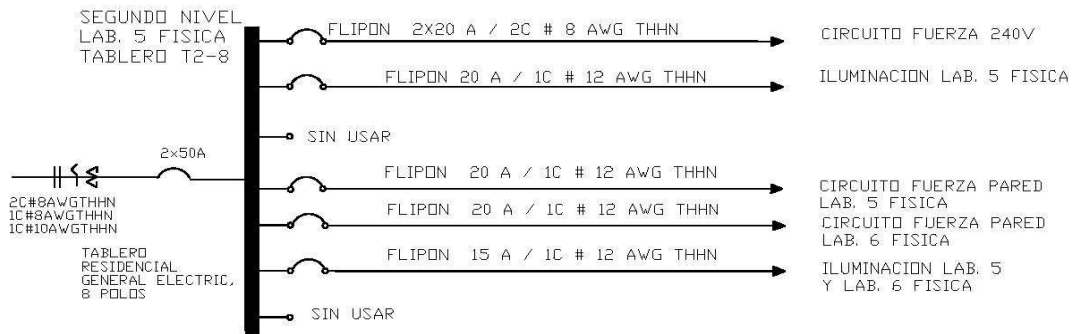 SEGUNDO NIVEL
LAB. 5 FISICA
TABLERO T2-8
FLIPON 2X20 A / 2C # 8 AWG THHN
CIRCUITO FUERZA 240V
FLIPON 20 A / 1C # 12 AWG THHN
ILUMINACION LAB. 5 FISICA
SIN USAR
2x50A
FLIPON 20 A / 1C # 12 AWG THHN
CIRCUITO FUERZA PARED
LAB. 5 FISICA
2C#8AWGTHHN
1C#8AWGTHHN
1C#10AWGTHHN
FLIPON 20 A / 1C # 12 AWG THHN
CIRCUITO FUERZA PARED
LAB. 6 FISICA
TABLERO
RESIDENCIAL
GENERAL ELECTRIC,
8 POLOS
FLIPON 15 A / 1C # 12 AWG THHN
ILUMINACION LAB. 5
Y LAB. 6 FISICA
SIN USAR